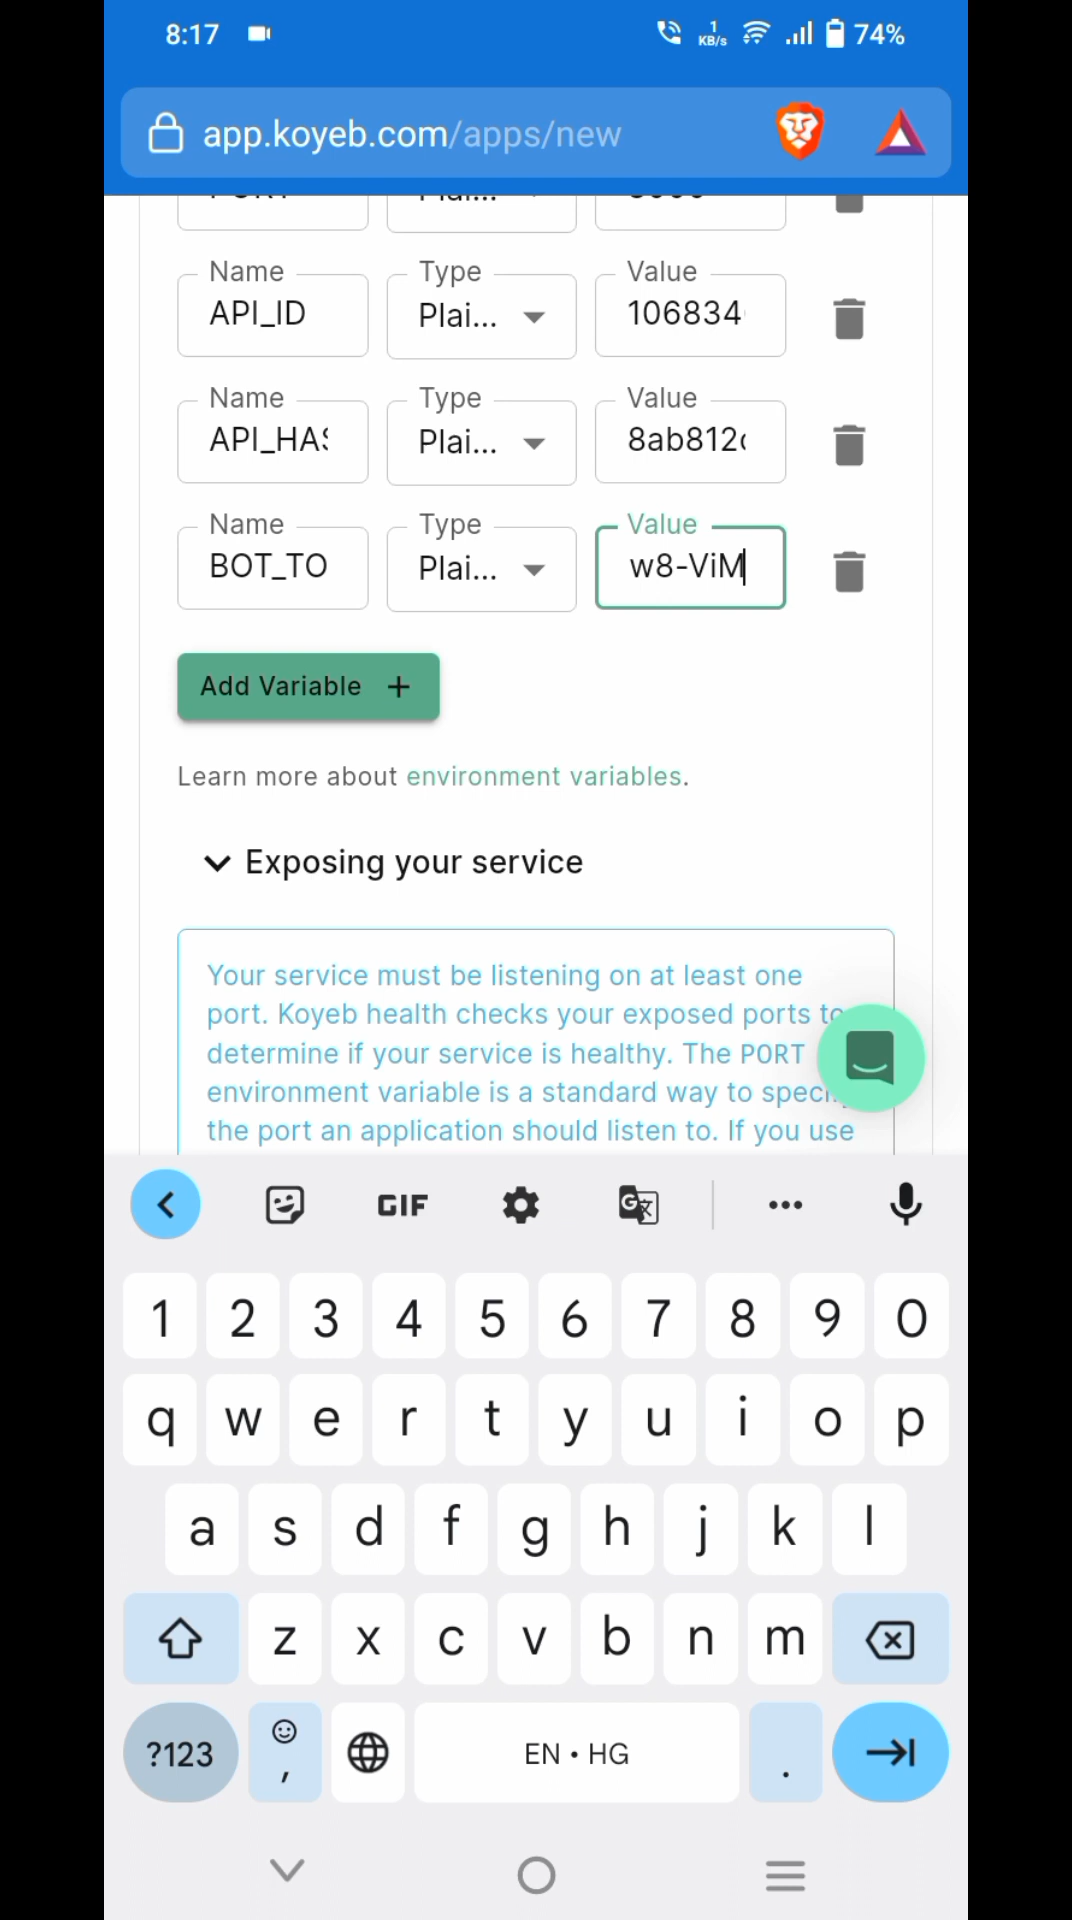 8:17 1 KB/s 74%
app.koyeb.com/apps/new
Name Type Value
API_ID Plai... 106834
Name Type Value
API_HAS Plai... 8ab812
Name Type Value
BOT_TO Plai... w8-ViM
Add Variable +
Learn more about environment variables.
Exposing your service
Your service must be listening on at least one
port. Koyeb health checks your exposed ports to
determine if your service is healthy. The PORT
environment variable is a standard way to specify
the port an application should listen to. If you use
GIF
1 2 3 4 5 6 7 8 9 0
q w e r t y u i o p
a s d f g h j k l
z x c v b n m
?123 , EN • HG .